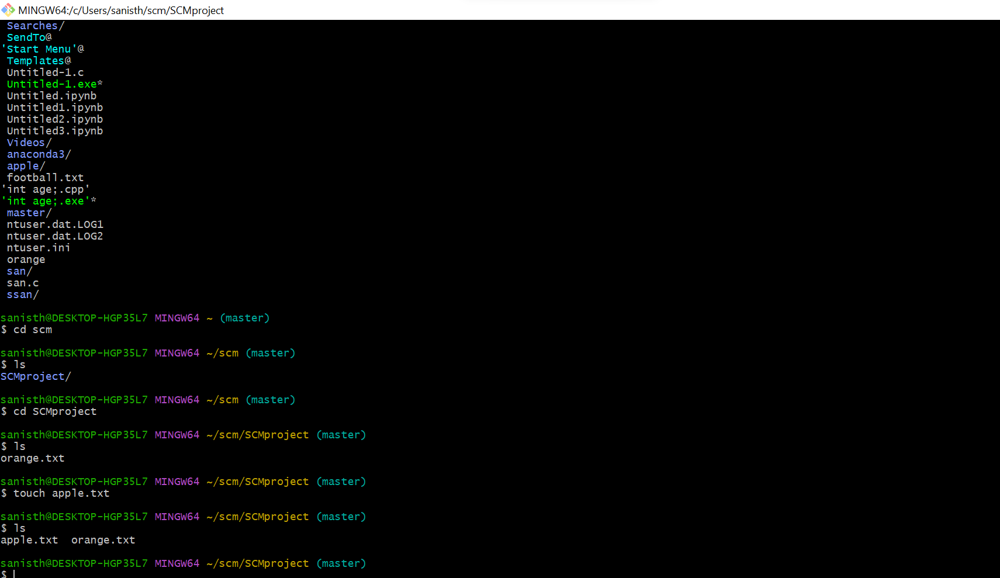 MINGW64:/c/Users/sanisth/scm/SCMproject
Searches/
SendTo@
'Start Menu'@
Templates@
Untitled-1.c
Untitled-1.exe*
Untitled.ipynb
Untitled1.ipynb
Untitled2.ipynb
Untitled3.ipynb
Videos/
anaconda3/
apple/
football.txt
'int age;.cpp'
'int age;.exe'*
master/
ntuser.dat.LOG1
ntuser.dat.LOG2
ntuser.ini
orange
san/
san.c
ssan/
sanisth@DESKTOP-HGP35L7 MINGW64 ~ (master)
$ cd scm
sanisth@DESKTOP-HGP35L7 MINGW64 ~/scm (master)
$ ls
SCMproject/
sanisth@DESKTOP-HGP35L7 MINGW64 ~/scm (master)
$ cd SCMproject
sanisth@DESKTOP-HGP35L7 MINGW64 ~/scm/SCMproject (master)
$ ls
orange.txt
sanisth@DESKTOP-HGP35L7 MINGW64 ~/scm/SCMproject (master)
$ touch apple.txt
sanisth@DESKTOP-HGP35L7 MINGW64 ~/scm/SCMproject (master)
$ ls
apple.txt  orange.txt
sanisth@DESKTOP-HGP35L7 MINGW64 ~/scm/SCMproject (master)
$